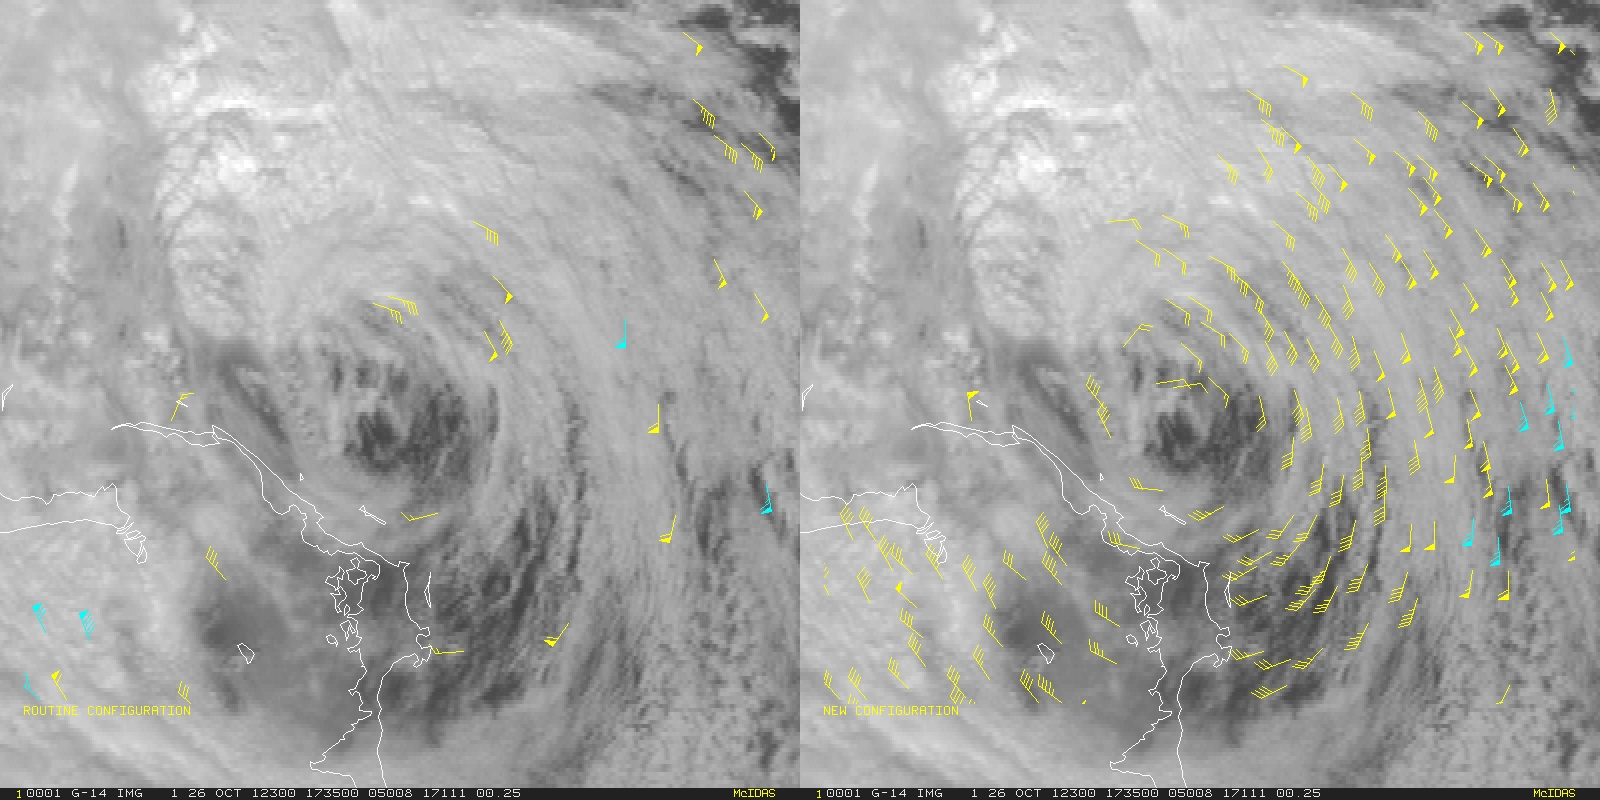 ROUTINE CONFIGURATION
NEW CONFIGURATION
1 0001 G-14 IMG 1 26 OCT 12300 173500 05008 17111 00.25 McIDAS
1 0001 G-14 IMG 1 26 OCT 12300 173500 05008 17111 00.25 McIDAS